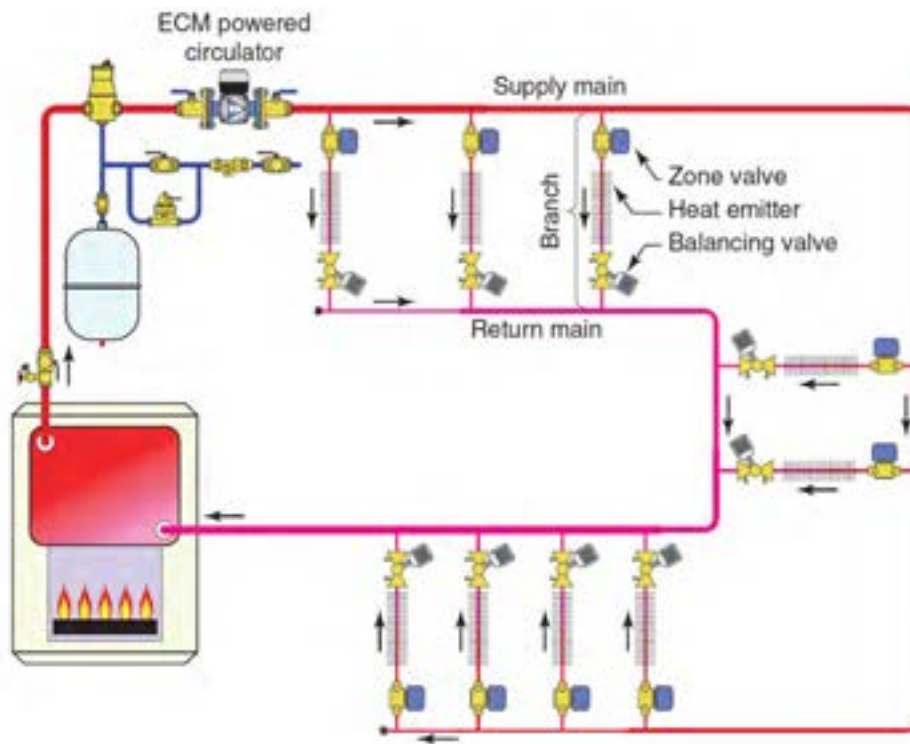 ECM powered
circulator
Supply main
Zone valve
Heat emitter
Balancing valve
Branch
Return main